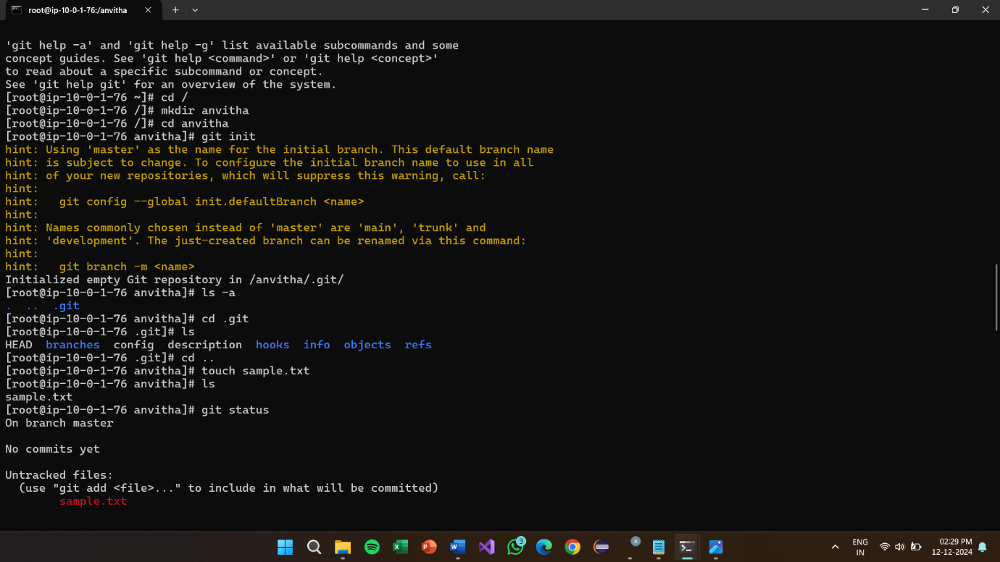 root@ip-10-0-1-76:/anvitha
'git help -a' and 'git help -g' list available subcommands and some
concept guides. See 'git help <command>' or 'git help <concept>'
to read about a specific subcommand or concept.
See 'git help git' for an overview of the system.
[root@ip-10-0-1-76 ~]# cd /
[root@ip-10-0-1-76 /]# mkdir anvitha
[root@ip-10-0-1-76 /]# cd anvitha
[root@ip-10-0-1-76 anvitha]# git init
hint: Using 'master' as the name for the initial branch. This default branch name
hint: is subject to change. To configure the initial branch name to use in all
hint: of your new repositories, which will suppress this warning, call:
hint:
hint:   git config --global init.defaultBranch <name>
hint:
hint: Names commonly chosen instead of 'master' are 'main', 'trunk' and
hint: 'development'. The just-created branch can be renamed via this command:
hint:
hint:   git branch -m <name>
Initialized empty Git repository in /anvitha/.git/
[root@ip-10-0-1-76 anvitha]# ls -a
.  ..  .git
[root@ip-10-0-1-76 anvitha]# cd .git
[root@ip-10-0-1-76 .git]# ls
HEAD  branches  config  description  hooks  info  objects  refs
[root@ip-10-0-1-76 .git]# cd ..
[root@ip-10-0-1-76 anvitha]# touch sample.txt
[root@ip-10-0-1-76 anvitha]# ls
sample.txt
[root@ip-10-0-1-76 anvitha]# git status
On branch master
No commits yet
Untracked files:
  (use "git add <file>..." to include in what will be committed)
        sample.txt
3
A
ENG
IN
02:29 PM
12-12-2024